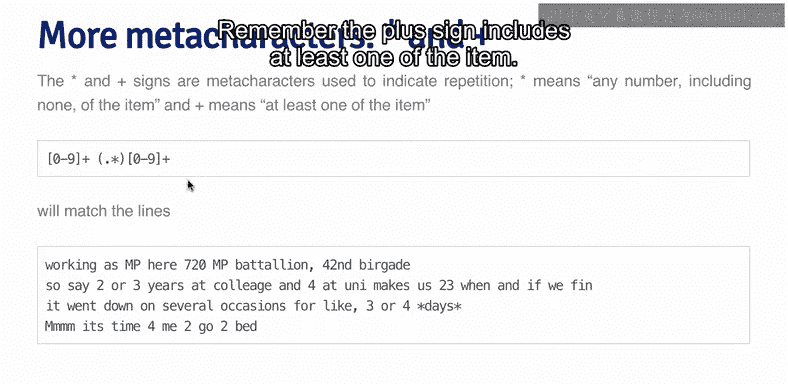 More metacharacters: * and +
Remember the plus sign includes
at least one of the item.
The * and + signs are metacharacters used to indicate repetition; * means “any number, including
none, of the item” and + means “at least one of the item”
[0-9]+ (.*)[0-9]+
will match the lines
working as MP here 720 MP battallion, 42nd birgade
so say 2 or 3 years at colleage and 4 at uni makes us 23 when and if we fin
it went down on several occasions for like, 3 or 4 *days*
Mmmm its time 4 me 2 go 2 bed